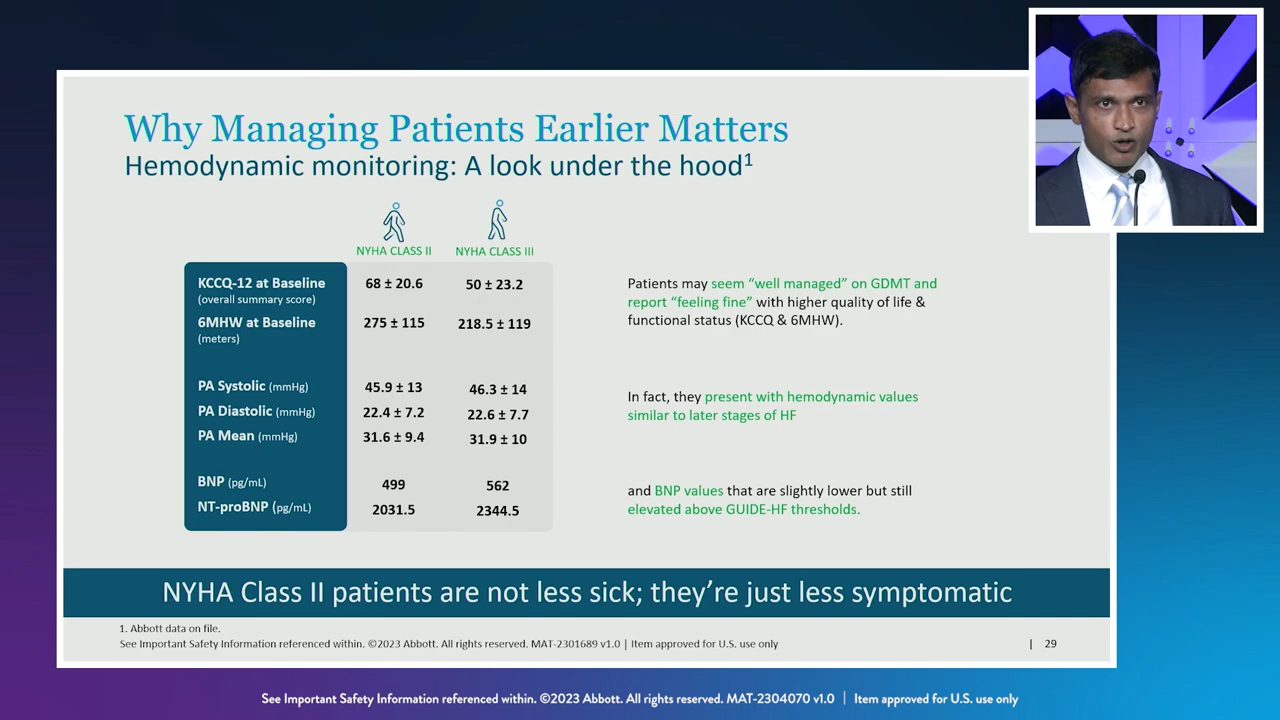 Why Managing Patients Earlier Matters
Hemodynamic monitoring: A look under the hood1
NYHA CLASS II NYHA CLASS III
KCCQ-12 at Baseline 68 ± 20.6 50 ± 23.2
(overall summary score)
6MHW at Baseline 275 ± 115 218.5 ± 119
(meters)
PA Systolic (mmHg) 45.9 ± 13 46.3 ± 14
PA Diastolic (mmHg) 22.4 ± 7.2 22.6 ± 7.7
PA Mean (mmHg) 31.6 ± 9.4 31.9 ± 10
BNP (pg/mL) 499 562
NT-proBNP (pg/mL) 2031.5 2344.5
Patients may seem “well managed” on GDMT and
report “feeling fine” with higher quality of life &
functional status (KCCQ & 6MHW).
In fact, they present with hemodynamic values
similar to later stages of HF
and BNP values that are slightly lower but still
elevated above GUIDE-HF thresholds.
NYHA Class II patients are not less sick; they’re just less symptomatic
1. Abbott data on file.
See Important Safety Information referenced within. ©2023 Abbott. All rights reserved. MAT-2301689 v1.0 | Item approved for U.S. use only
| 29
See Important Safety Information referenced within. ©2023 Abbott. All rights reserved. MAT-2304070 v1.0 | Item approved for U.S. use only